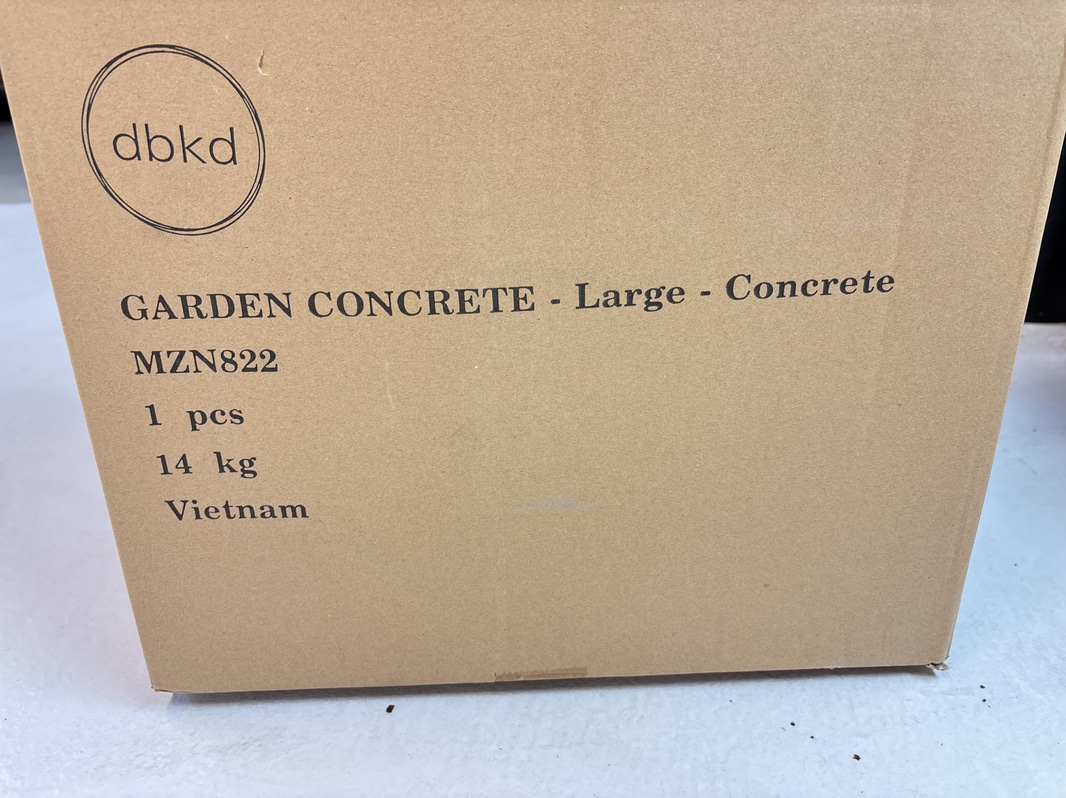 dbkd
GARDEN CONCRETE - Large - Concrete
MZN822
1 pcs
14 kg
Vietnam